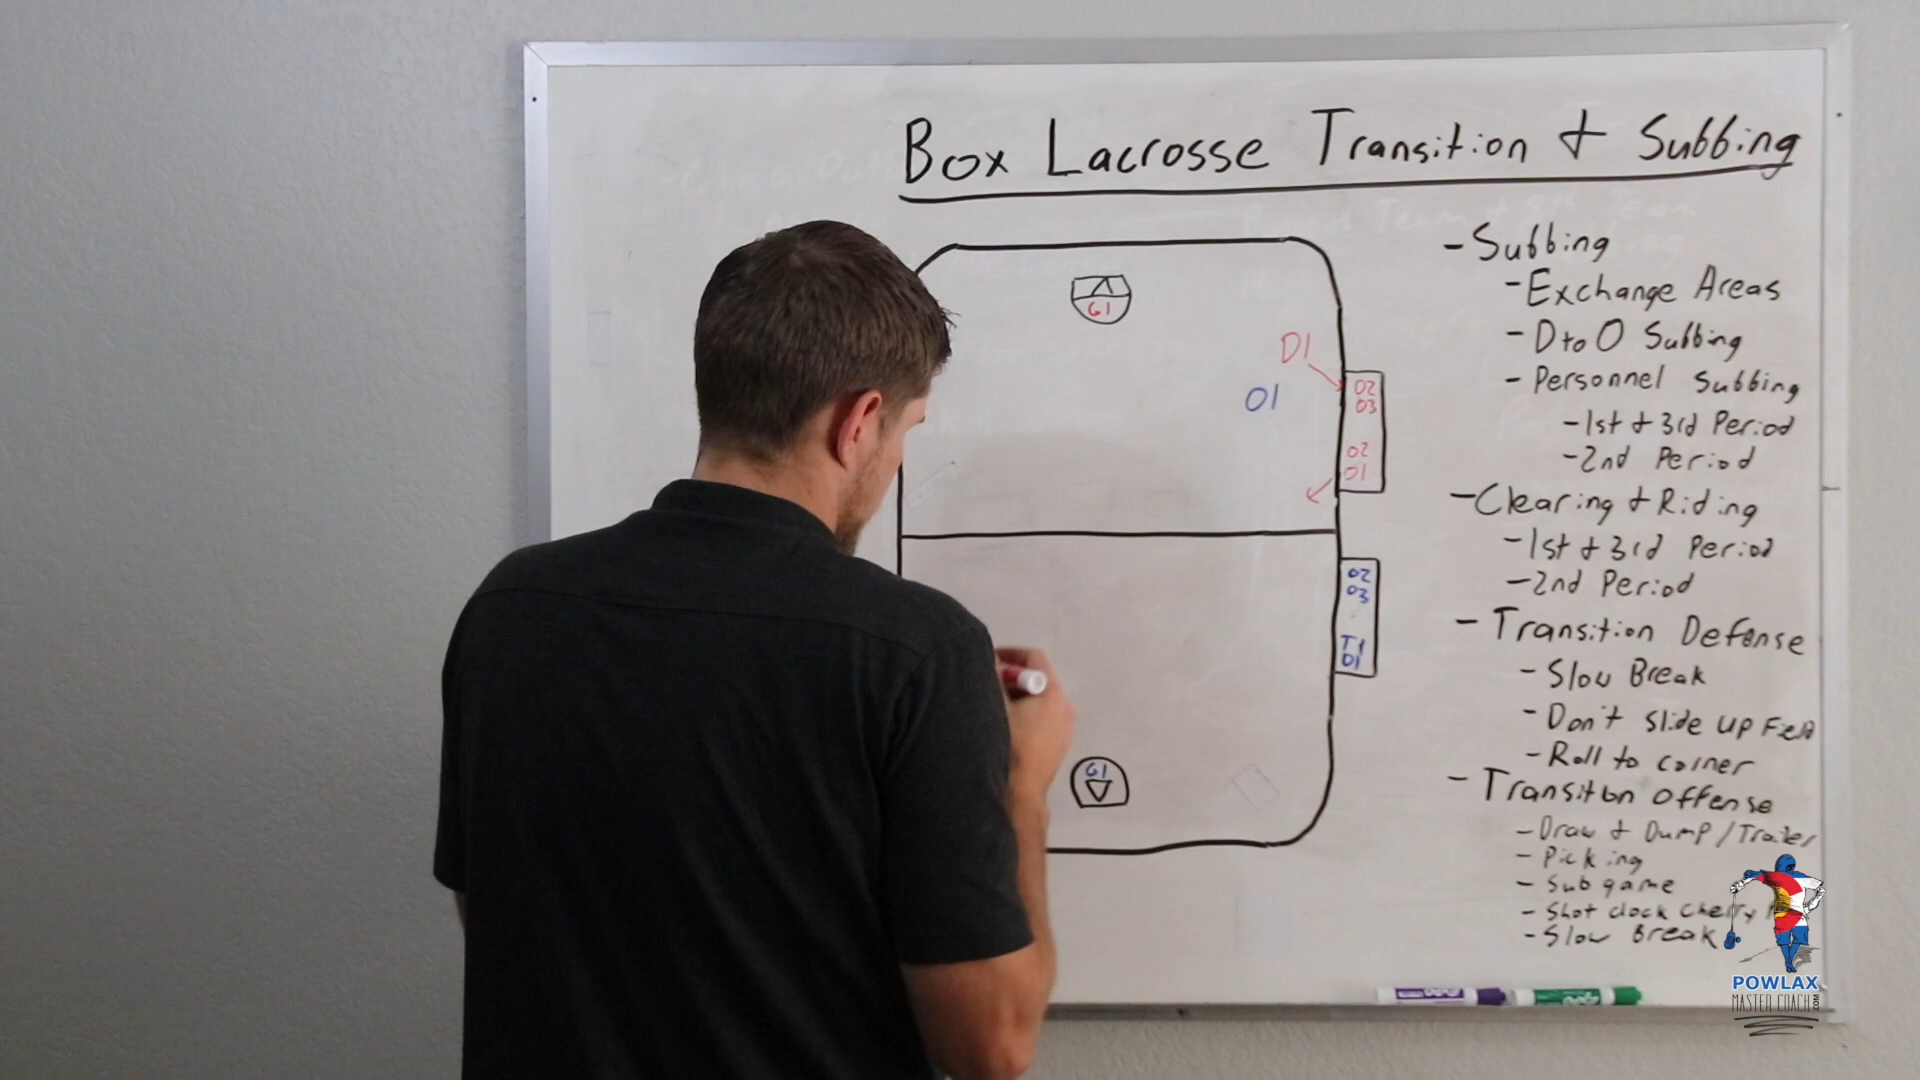 Box Lacrosse Transition + Subbing
- Subbing
- Exchange Areas
- D to O Subbing
- Personnel Subbing
- 1st + 3rd Period
- 2nd Period
- Clearing + Riding
- 1st + 3rd Period
- 2nd Period
- Transition Defense
- Slow Break
- Don't Slide up Field
- Roll to corner
- Transiton Offense
- Draw + Dump / Trailer
- Picking
- Sub game
- Shot clock Cherry
- Slow Break
G1
D1
O1
O2
O3
O2
O1
O2
O3
T1
D1
G1
POWLAX
MASTER COACH.COM